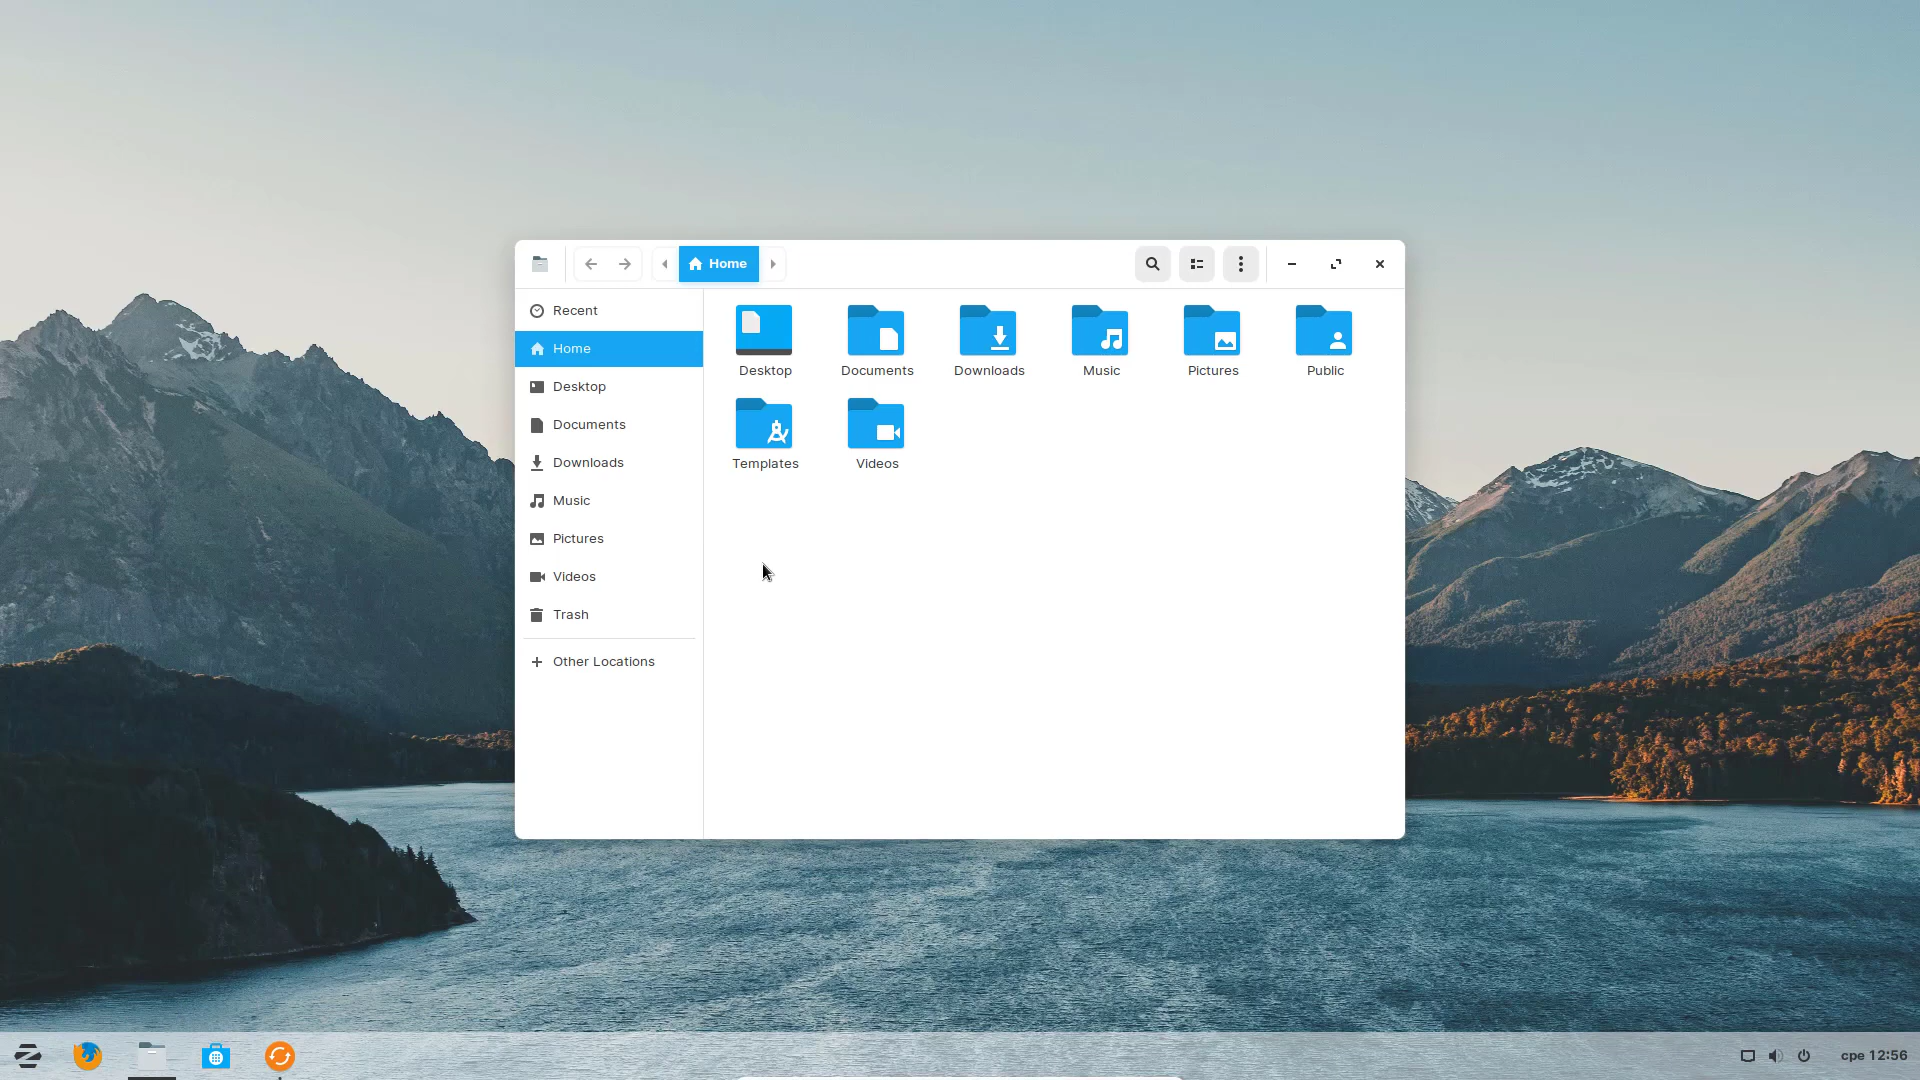 Home
Recent
Home
Desktop
Documents
Downloads
Music
Pictures
Videos
Trash
Other Locations
Desktop Documents Downloads Music Pictures Public
Templates Videos
сре 12:56